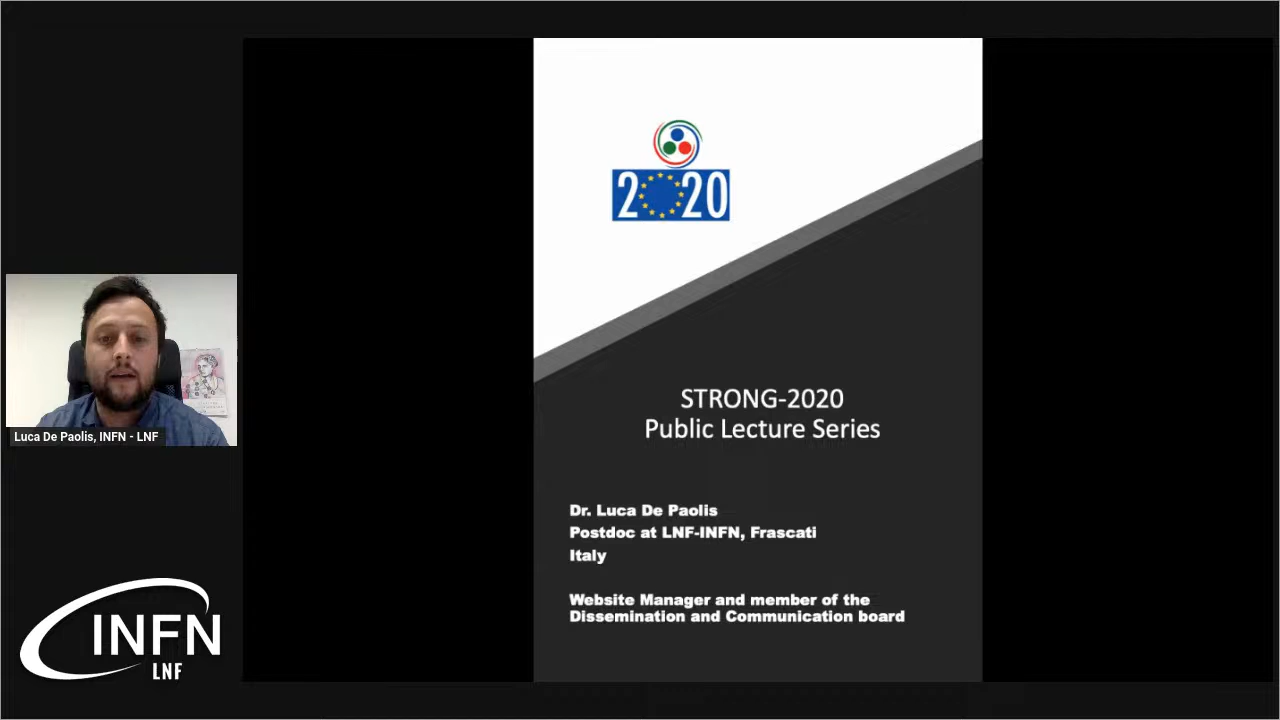 2020
STRONG-2020
Public Lecture Series
Dr. Luca De Paolis
Postdoc at LNF-INFN, Frascati
Italy
Website Manager and member of the
Dissemination and Communication board
Luca De Paolis, INFN - LNF
INFN
LNF